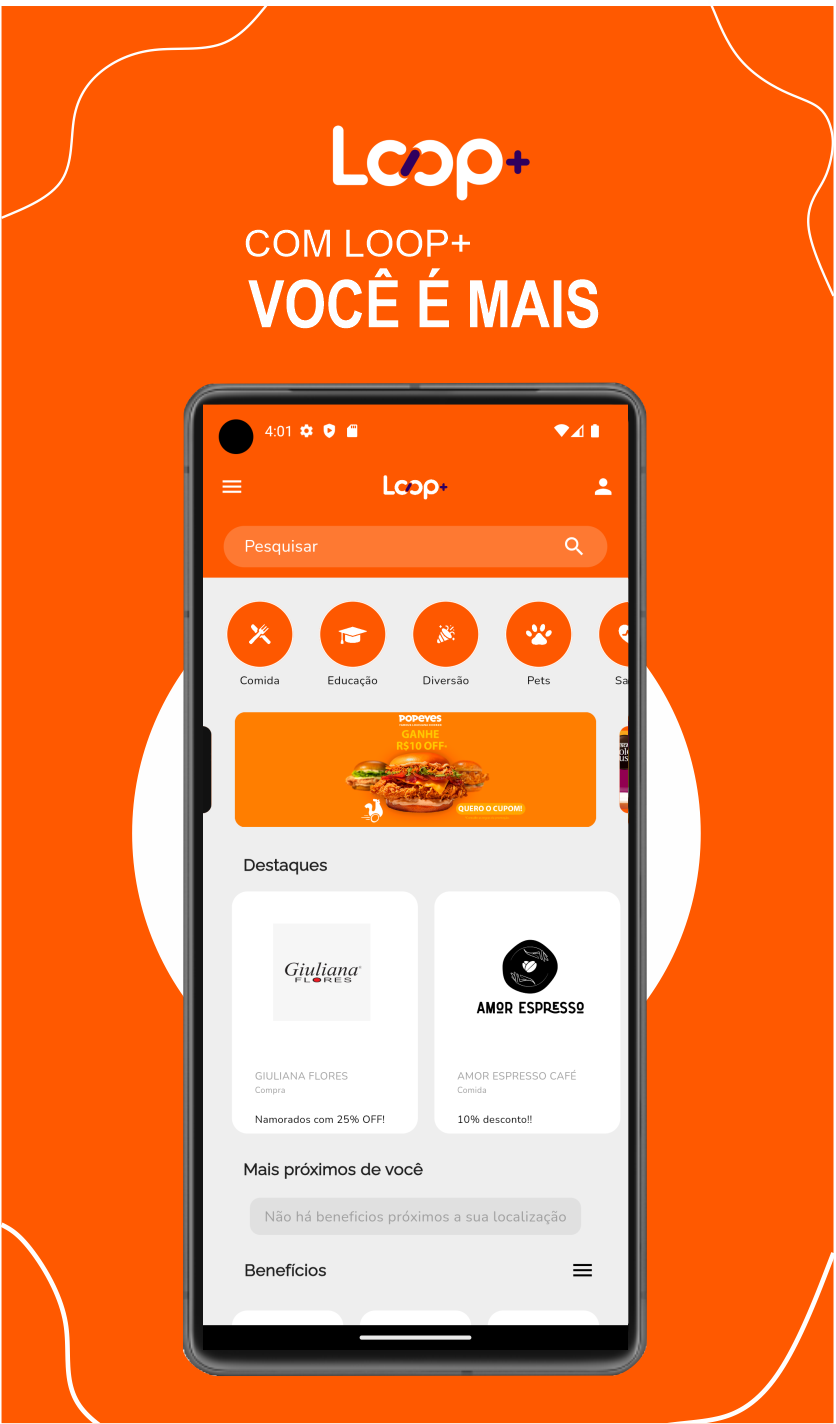 Loop+
COM LOOP+
VOCÊ É MAIS
4:01
Loop+
Pesquisar
Comida
Educação
Diversão
Pets
POPEYES
GANHE
R$10 OFF*
QUERO O CUPOM!
Destaques
Giuliana
FLORES
AMOR ESPRESSO
GIULIANA FLORES
Compra
Namorados com 25% OFF!
AMOR ESPRESSO CAFÉ
Comida
10% desconto!!
Mais próximos de você
Não há beneficios próximos a sua localização
Benefícios